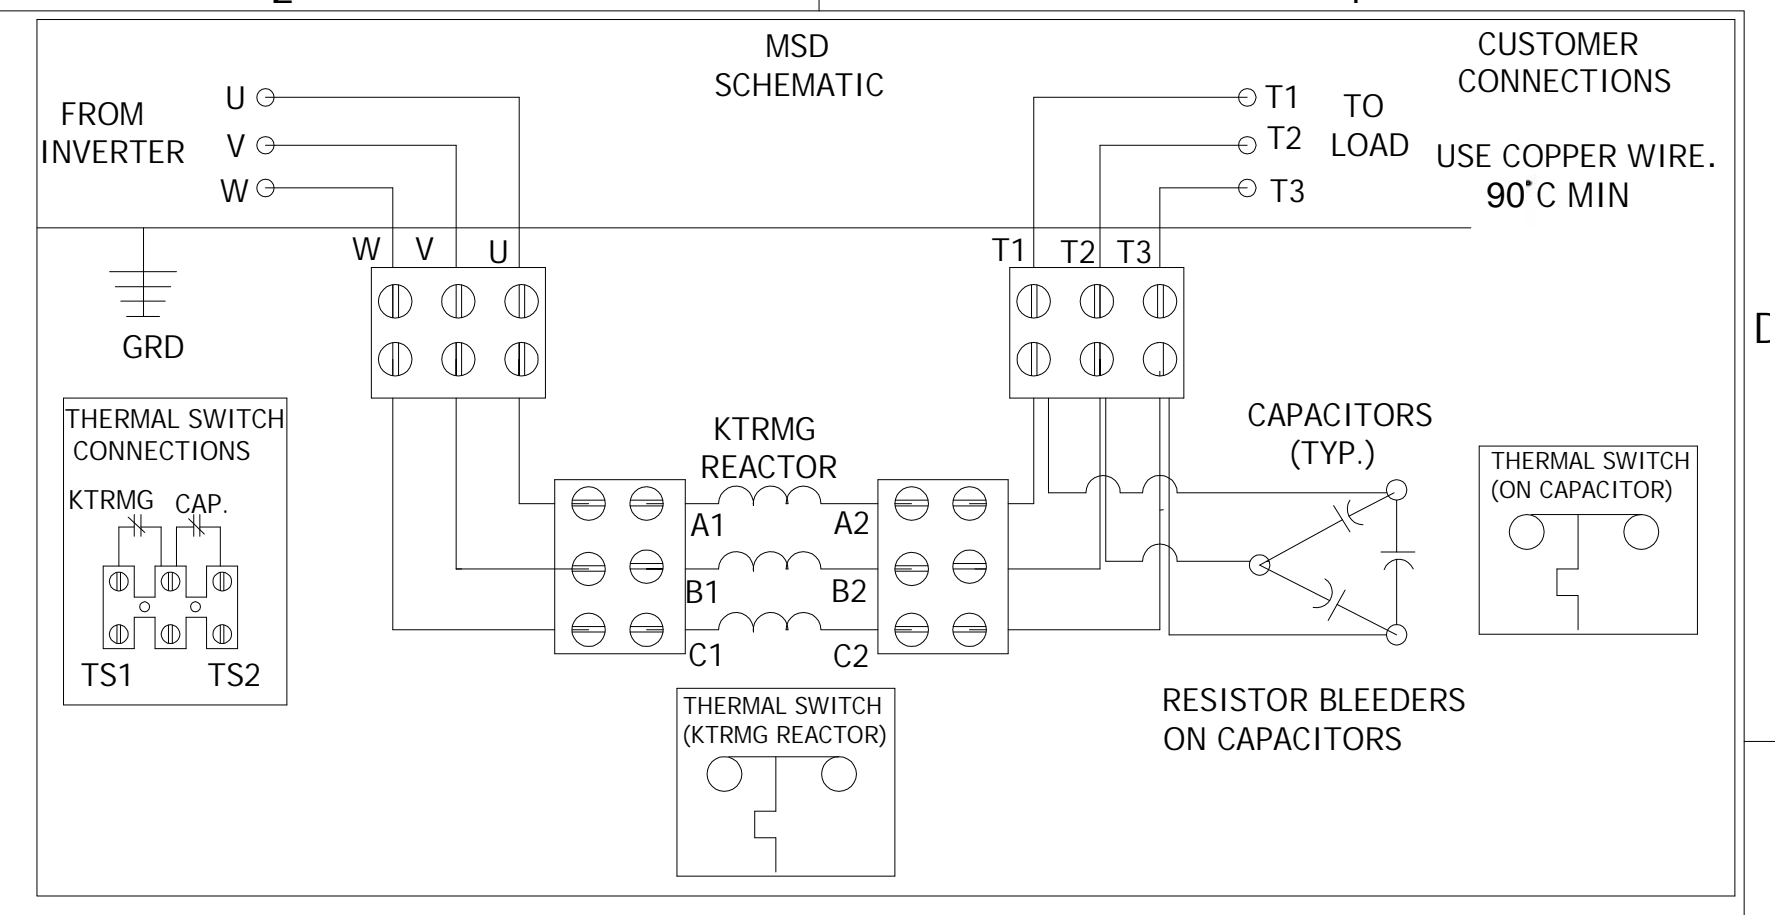 MSD
SCHEMATIC
CUSTOMER
CONNECTIONS
FROM
INVERTER
U
V
W
T1
T2
T3
TO
LOAD
USE COPPER WIRE.
90°C MIN
W V U
T1 T2 T3
GRD
THERMAL SWITCH
CONNECTIONS
KTRMG CAP.
TS1 TS2
KTRMG
REACTOR
A1 A2
B1 B2
C1 C2
CAPACITORS
(TYP.)
THERMAL SWITCH
(ON CAPACITOR)
THERMAL SWITCH
(KTRMG REACTOR)
RESISTOR BLEEDERS
ON CAPACITORS